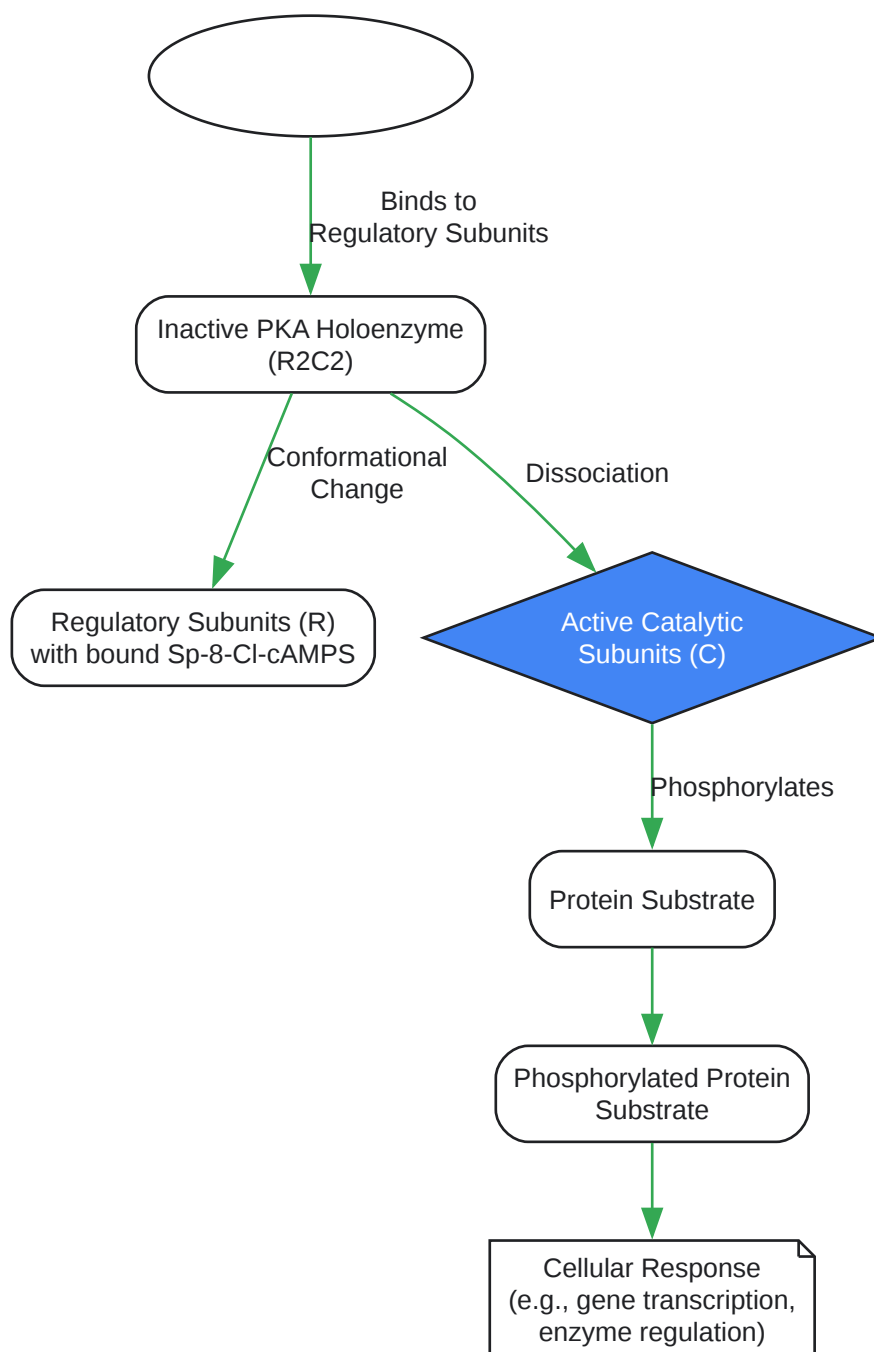 Binds to
Regulatory Subunits
Inactive PKA Holoenzyme
(R2C2)
Conformational
Change
Dissociation
Regulatory Subunits (R)
with bound Sp-8-Cl-cAMPS
Active Catalytic
Subunits (C)
Phosphorylates
Protein Substrate
Phosphorylated Protein
Substrate
Cellular Response
(e.g., gene transcription,
enzyme regulation)